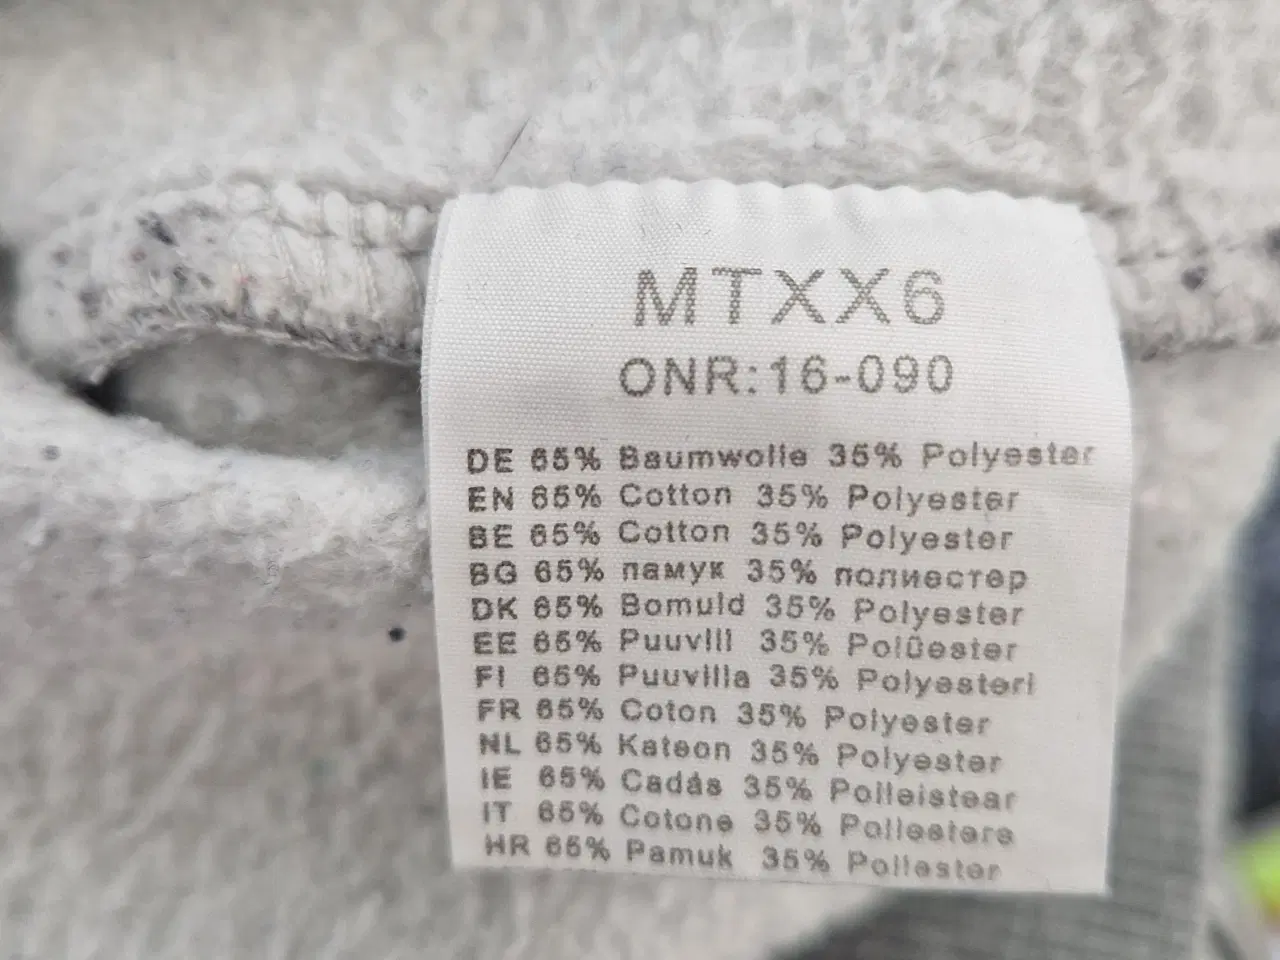 MTXX6
ONR:16-090
DE 65% Baumwolle 35% Polyester
EN 65% Cotton 35% Polyester
BE 65% Cotton 35% Polyester
BG 65% памук 35% полиестер
DK 65% Bomuld 35% Polyester
EE 65% Puuvill 35% Polüester
FI 65% Puuvilla 35% Polyesteri
FR 65% Coton 35% Polyester
NL 65% Katoen 35% Polyester
IE 65% Cadás 35% Poileistear
IT 65% Cotone 35% Poliestere
HR 65% Pamuk 35% Poliester